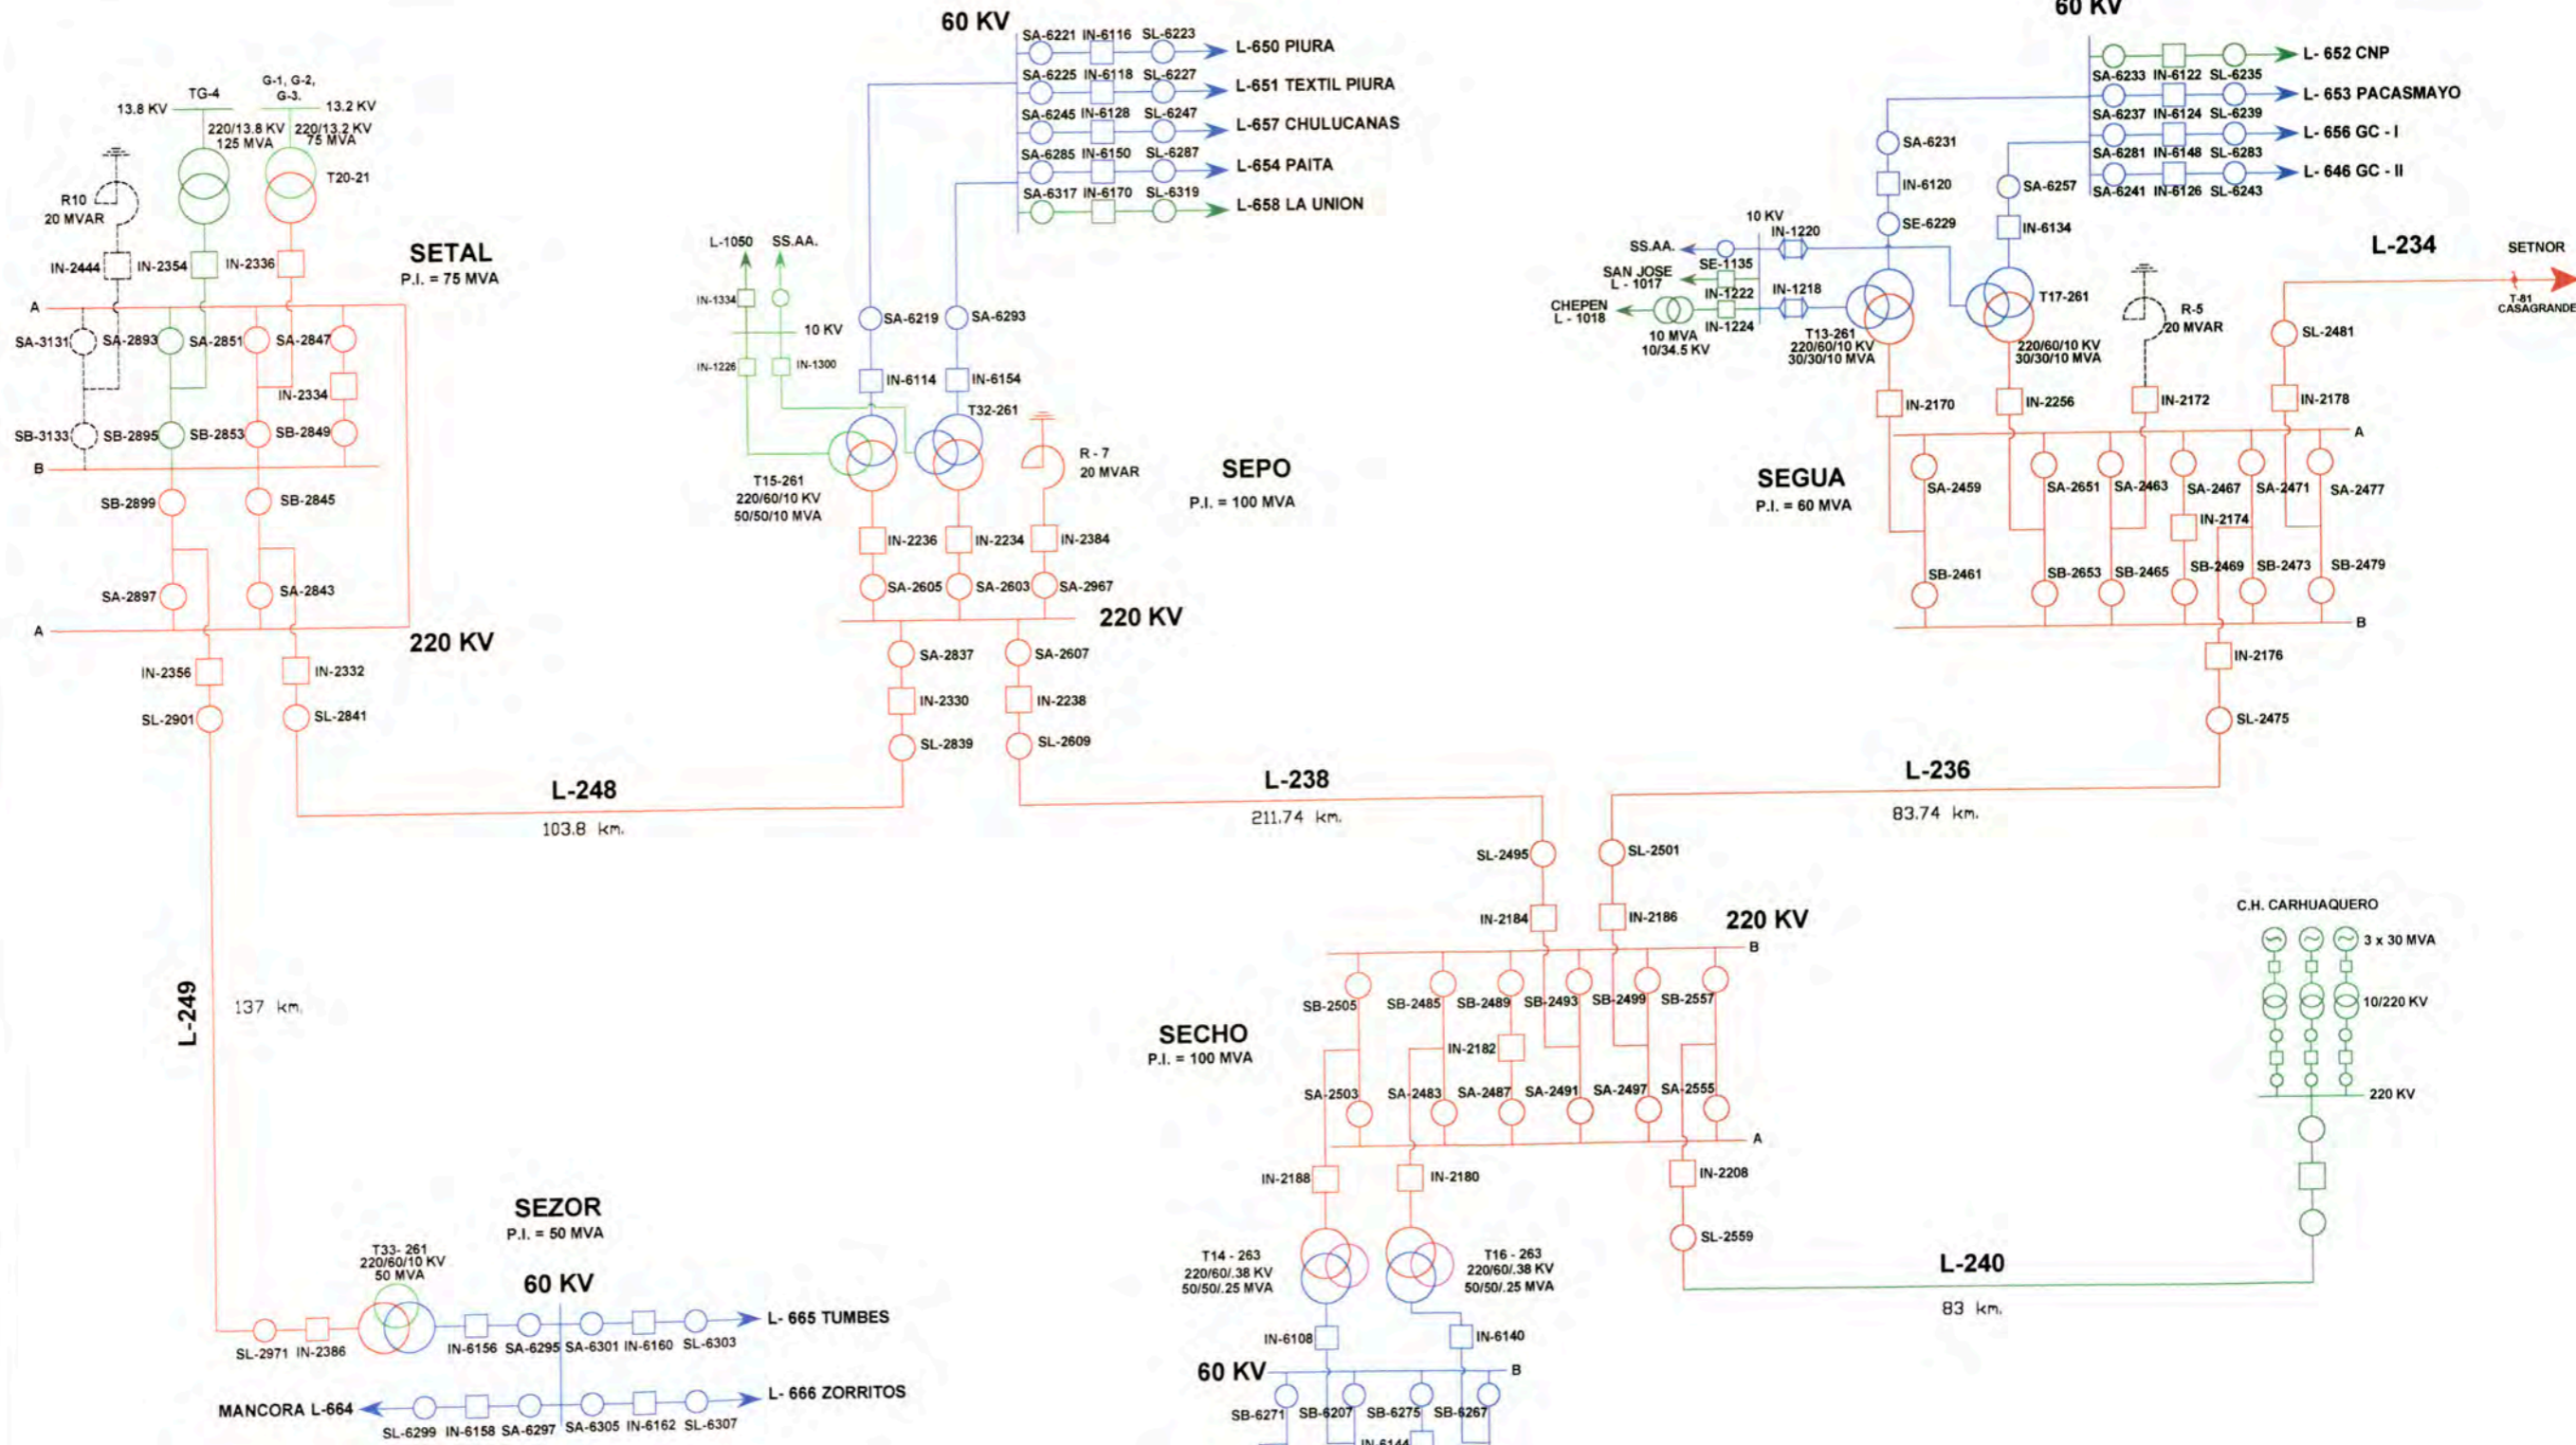 60 KV
SA-6221 IN-6116 SL-6223
L-650 PIURA
SA-6225 IN-6118 SL-6227
L-651 TEXTIL PIURA
SA-6245 IN-6128 SL-6247
L-657 CHULUCANAS
SA-6285 IN-6150 SL-6287
L-654 PAITA
SA-6317 IN-6170 SL-6319
L-658 LA UNION
60 KV
L- 652 CNP
SA-6233 IN-6122 SL-6235
L- 653 PACASMAYO
SA-6237 IN-6124 SL-6239
L- 656 GC - I
SA-6281 IN-6148 SL-6283
L- 646 GC - II
SA-6241 IN-6126 SL-6243
TG-4
13.8 KV
G-1, G-2,
G-3.
13.2 KV
220/13.8 KV
125 MVA
220/13.2 KV
75 MVA
T20-21
R10
20 MVAR
IN-2444
IN-2354
IN-2336
SETAL
P.I. = 75 MVA
A
SA-3131
SA-2893
SA-2851
SA-2847
IN-2334
SB-3133
SB-2895
SB-2853
SB-2849
B
SB-2899
SB-2845
SA-2897
SA-2843
A
220 KV
IN-2356
IN-2332
SL-2901
SL-2841
L-1050
SS.AA.
IN-1334
10 KV
IN-1226
IN-1300
SA-6219
SA-6293
IN-6114
IN-6154
T32-261
T15-261
220/60/10 KV
50/50/10 MVA
R - 7
20 MVAR
SEPO
P.I. = 100 MVA
IN-2236
IN-2234
IN-2384
SA-2605
SA-2603
SA-2967
220 KV
SA-2837
SA-2607
IN-2330
IN-2238
SL-2839
SL-2609
SA-6231
IN-6120
SE-6229
SA-6257
IN-6134
10 KV
IN-1220
SS.AA.
SE-1135
SAN JOSE
L - 1017
IN-1222
IN-1218
CHEPEN
L - 1018
IN-1224
10 MVA
10/34.5 KV
T13-261
220/60/10 KV
30/30/10 MVA
T17-261
220/60/10 KV
30/30/10 MVA
R-5
20 MVAR
L-234
SETNOR
T-81
CASAGRANDE
SL-2481
IN-2170
IN-2256
IN-2172
IN-2178
A
SEGUA
P.I. = 60 MVA
SA-2459
SA-2651
SA-2463
SA-2467
SA-2471
SA-2477
IN-2174
SB-2461
SB-2653
SB-2465
SB-2469
SB-2473
SB-2479
B
IN-2176
SL-2475
L-248
103.8 km.
L-238
211.74 km.
L-236
83.74 km.
SL-2495
SL-2501
IN-2184
IN-2186
220 KV
B
SB-2505
SB-2485
SB-2489
SB-2493
SB-2499
SB-2557
SECHO
P.I. = 100 MVA
IN-2182
SA-2503
SA-2483
SA-2487
SA-2491
SA-2497
SA-2555
A
IN-2188
IN-2180
IN-2208
SL-2559
T14 - 263
220/60/.38 KV
50/50/.25 MVA
T16 - 263
220/60/.38 KV
50/50/.25 MVA
L-240
83 km.
C.H. CARHUAQUERO
3 x 30 MVA
10/220 KV
220 KV
L-249
137 km.
SEZOR
P.I. = 50 MVA
T33- 261
220/60/10 KV
50 MVA
60 KV
L- 665 TUMBES
SL-2971 IN-2386
IN-6156 SA-6295 SA-6301 IN-6160 SL-6303
MANCORA L-664
L- 666 ZORRITOS
SL-6299 IN-6158 SA-6297 SA-6305 IN-6162 SL-6307
IN-6108
IN-6140
60 KV
B
SB-6271
SB-6207
SB-6275
SB-6267
IN-6144